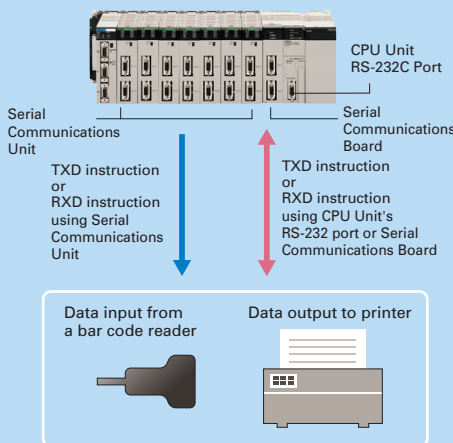 CPU Unit
RS-232C Port
Serial
Communications
Unit
Serial
Communications
Board
TXD instruction
or
RXD instruction
using Serial
Communications
Unit
TXD instruction
or
RXD instruction
using CPU Unit's
RS-232 port or Serial
Communications Board
Data input from
a bar code reader
Data output to printer